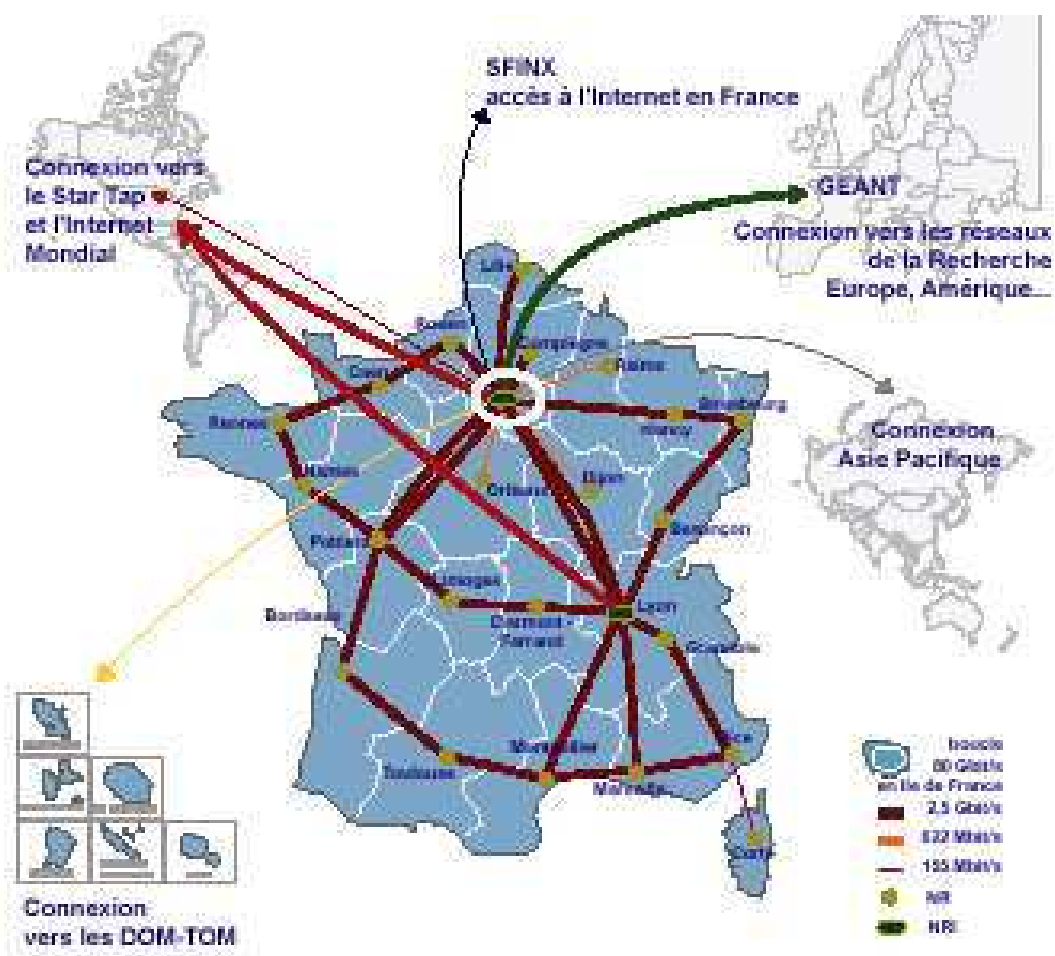 SFINX
accès à l'Internet en France
Connexion vers
le Star Tap
et l'Internet
Mondial
GEANT
Connexion vers les réseaux
de la Recherche
Europe, Amérique...
Lille
Rouen
Compiègne
Reims
Caen
Rennes
Strasbourg
Nancy
Connexion
Asie Pacifique
Nantes
Orléans
Dijon
Poitiers
Besançon
Limoges
Bordeaux
Lyon
Clermont -
Ferrand
Grenoble
Nice
Montpellier
Toulouse
Marseille
Corte
boucle
80 Gbit/s
en Ile de France
2,5 Gbit/s
622 Mbit/s
155 Mbit/s
NR
NRI
Connexion
vers les DOM-TOM